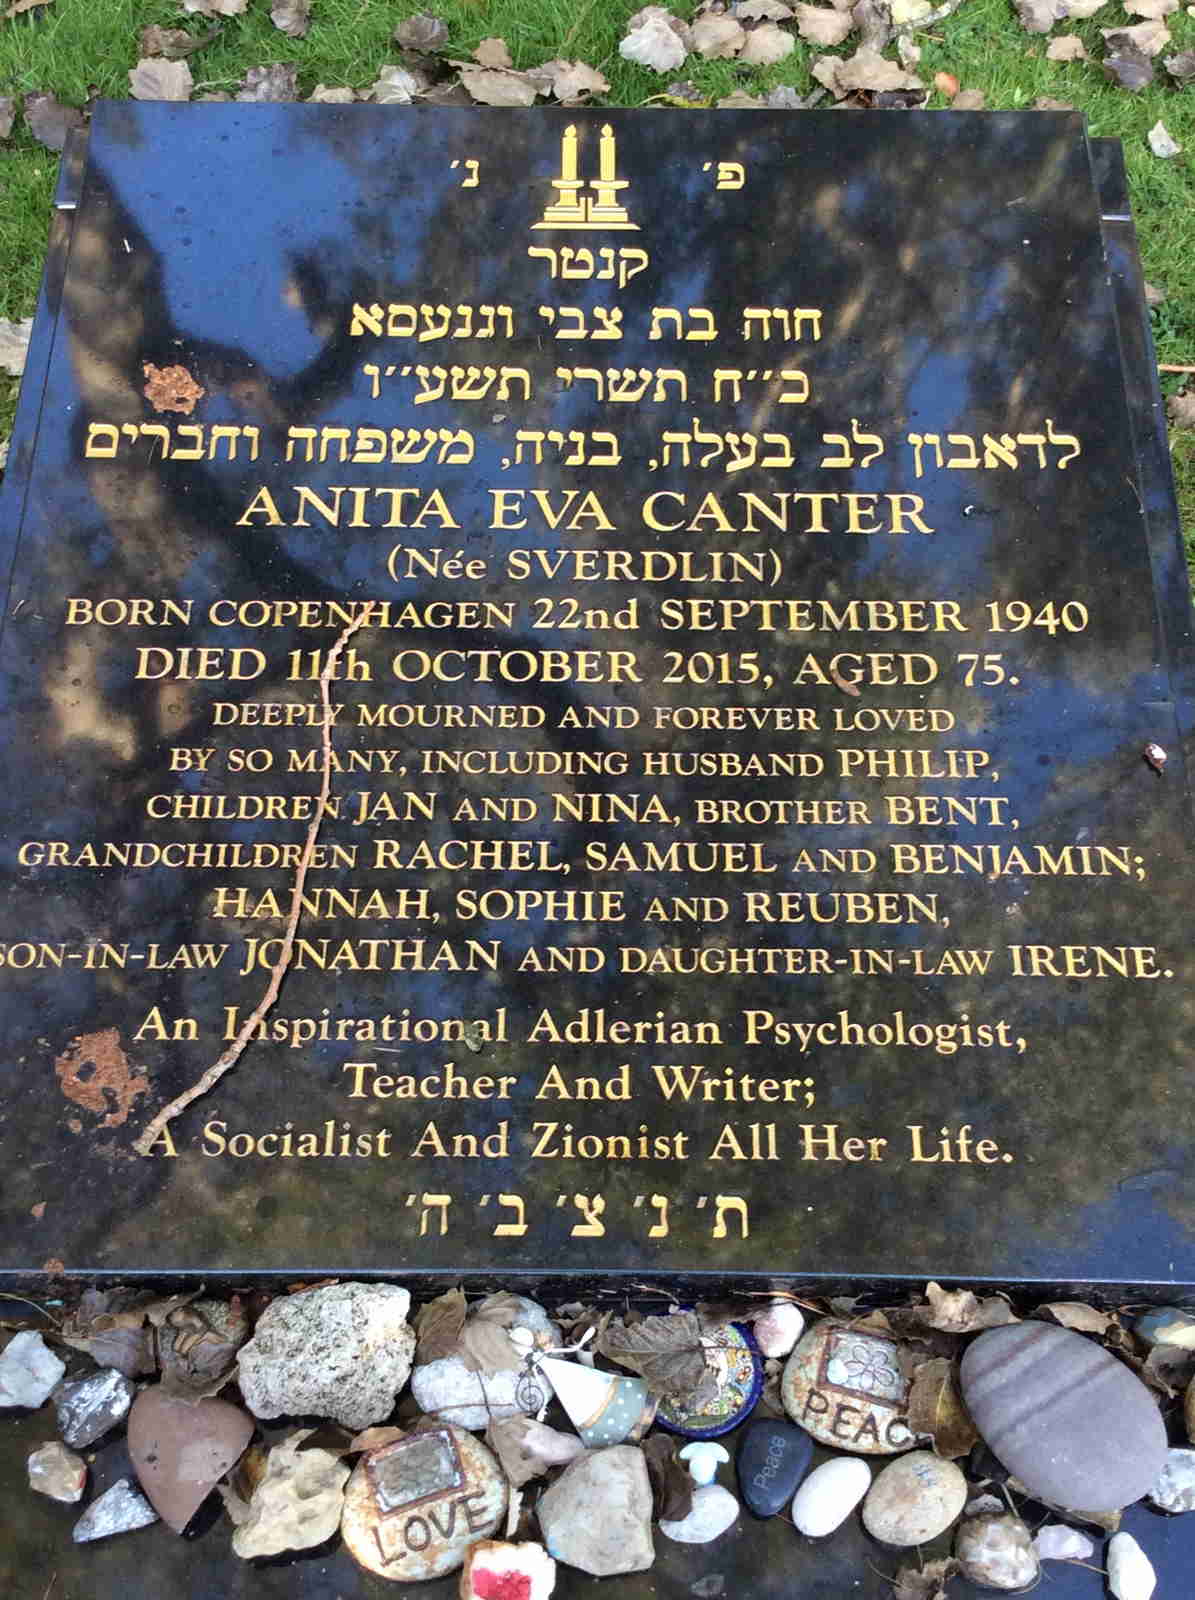 פ׳ נ׳
קנטר
חוה בת צבי וגנעסא
כ״ח תשרי תשע״ו
לדאבון לב בעלה, בניה, משפחה וחברים
ANITA EVA CANTER
(Née SVERDLIN)
BORN COPENHAGEN 22nd SEPTEMBER 1940
DIED 11th OCTOBER 2015, AGED 75.
DEEPLY MOURNED AND FOREVER LOVED
BY SO MANY, INCLUDING HUSBAND PHILIP,
CHILDREN JAN AND NINA, BROTHER BENT,
GRANDCHILDREN RACHEL, SAMUEL AND BENJAMIN;
HANNAH, SOPHIE AND REUBEN,
SON-IN-LAW JONATHAN AND DAUGHTER-IN-LAW IRENE.
An Inspirational Adlerian Psychologist,
Teacher And Writer;
A Socialist And Zionist All Her Life.
ת׳ נ׳ צ׳ ב׳ ה׳
PEACE
Peace
LOVE